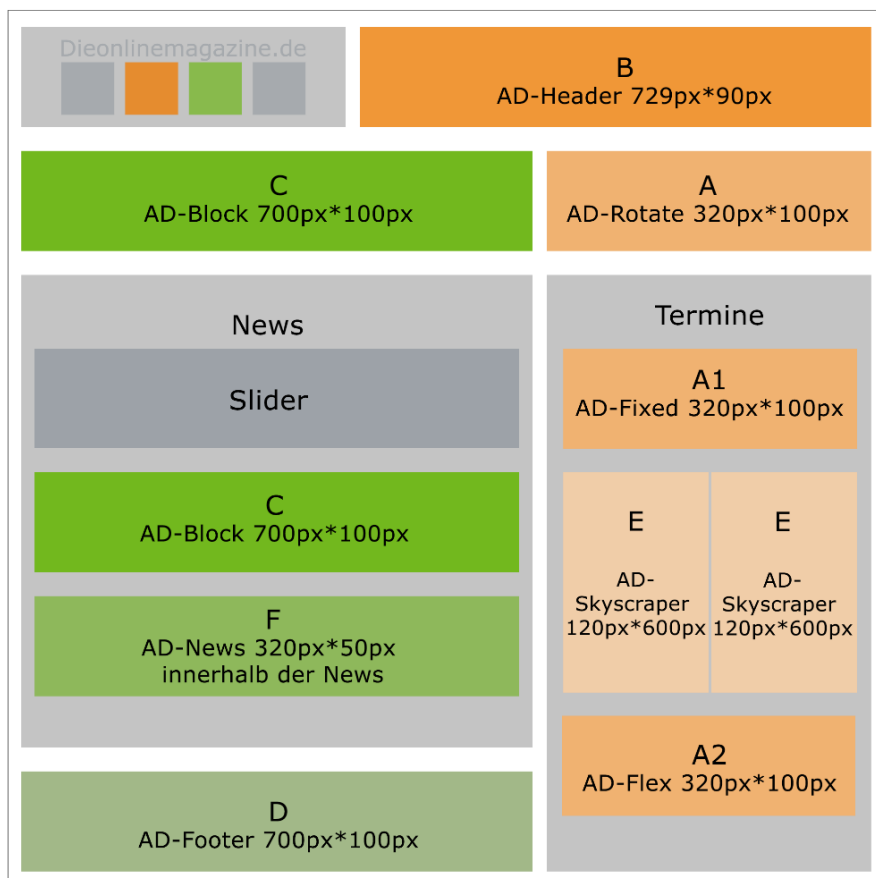 Dieonlinemagazine.de
B
AD-Header 729px*90px
C
AD-Block 700px*100px
A
AD-Rotate 320px*100px
News
Slider
C
AD-Block 700px*100px
F
AD-News 320px*50px
innerhalb der News
Termine
A1
AD-Fixed 320px*100px
E
AD-
Skyscraper
120px*600px
E
AD-
Skyscraper
120px*600px
A2
AD-Flex 320px*100px
D
AD-Footer 700px*100px